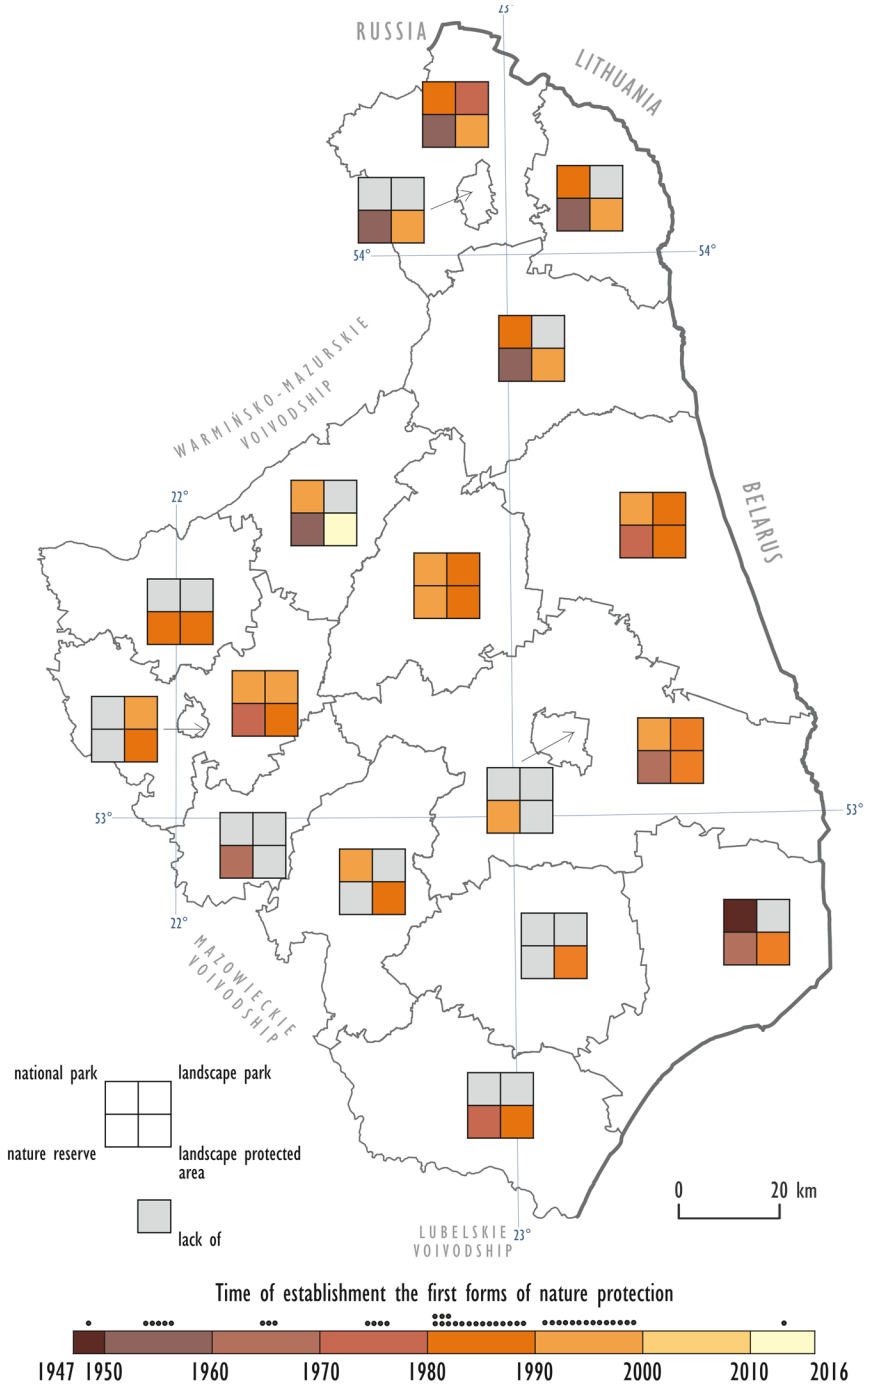 23°
RUSSIA
LITHUANIA
54°
54°
WARMIŃSKO-MAZURSKIE
VOIVODSHIP
22°
BELARUS
53°
53°
22°
MAZOWIECKIE
VOIVODSHIP
national park
landscape park
nature reserve
landscape protected
area
lack of
0 20 km
LUBELSKIE
VOIVODSHIP
23°
Time of establishment the first forms of nature protection
1947 1950 1960 1970 1980 1990 2000 2010 2016